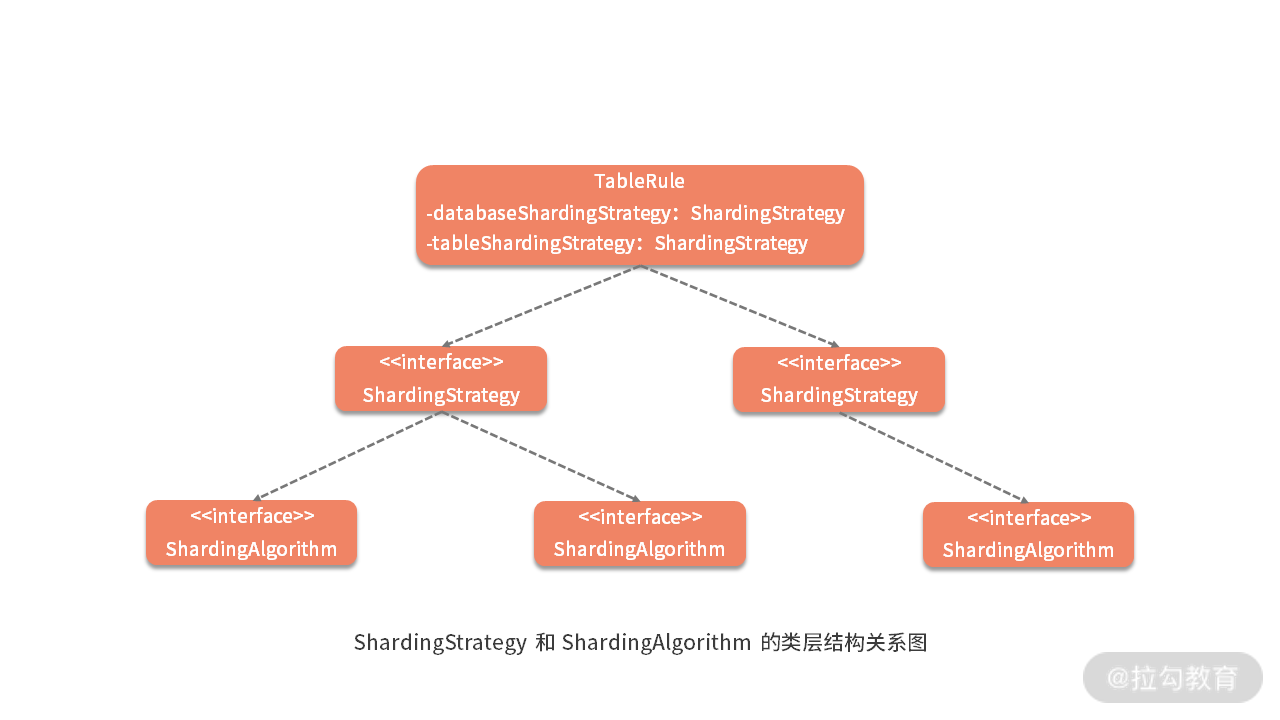 TableRule
-databaseShardingStrategy：ShardingStrategy
-tableShardingStrategy：ShardingStrategy
<<interface>>
ShardingStrategy
<<interface>>
ShardingStrategy
<<interface>>
ShardingAlgorithm
<<interface>>
ShardingAlgorithm
<<interface>>
ShardingAlgorithm
ShardingStrategy 和 ShardingAlgorithm 的类层结构关系图
@拉勾教育